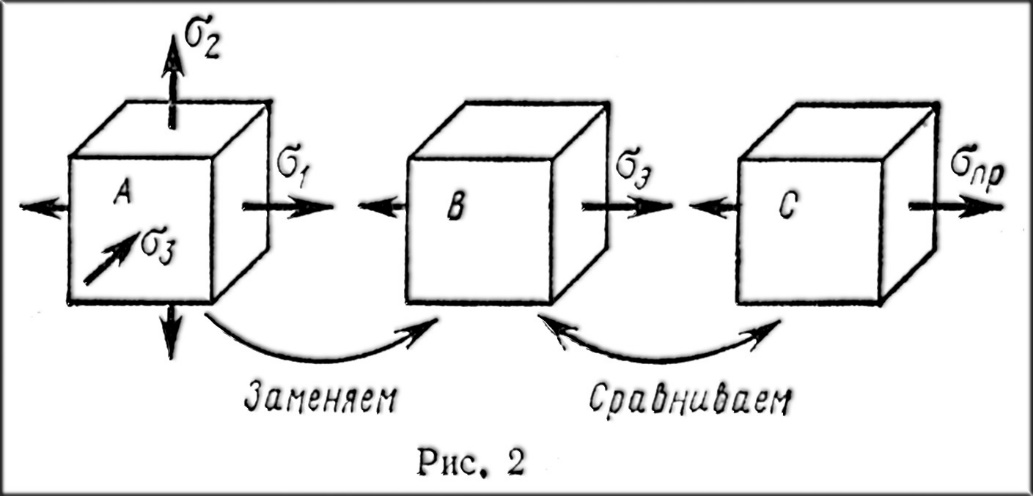 σ2
σ1
σэ
σпр
A
B
C
σ3
Заменяем
Сравниваем
Рис. 2